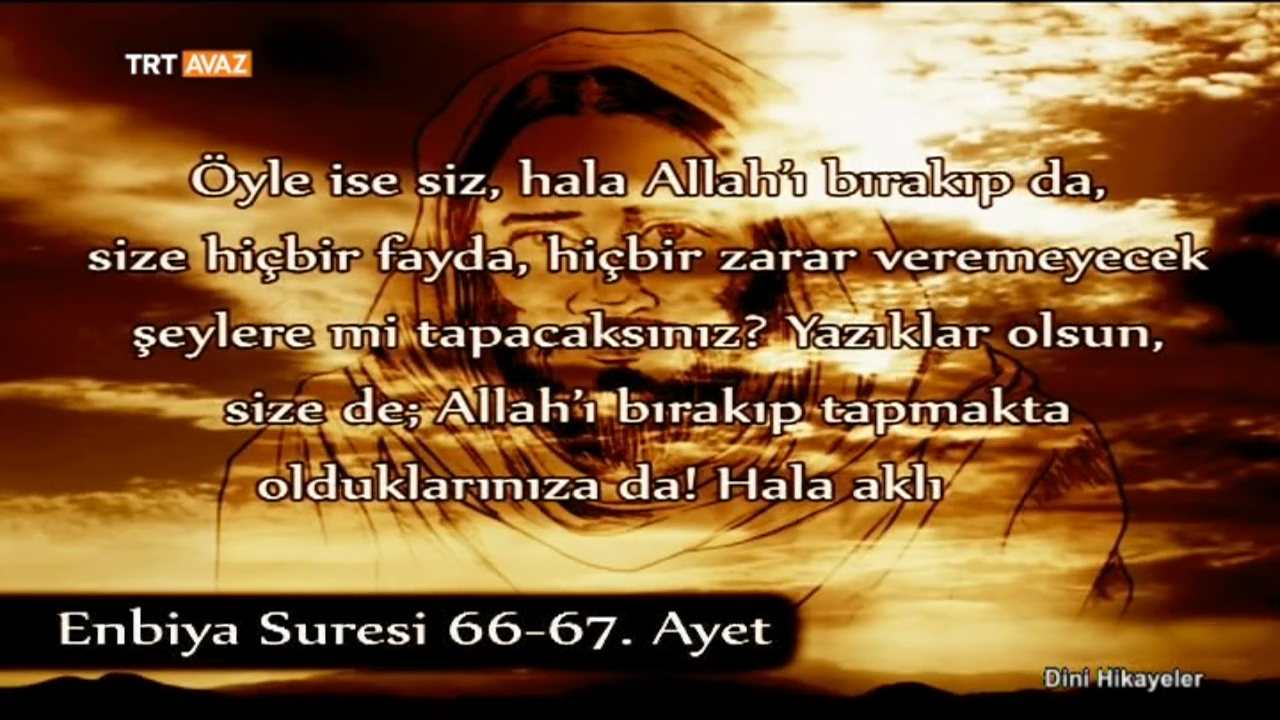 TRT AVAZ
Öyle ise siz, hala Allah'ı bırakıp da,
size hiçbir fayda, hiçbir zarar veremeyecek
şeylere mi tapacaksınız? Yazıklar olsun,
size de; Allah'ı bırakıp tapmakta
olduklarınıza da! Hala aklı
Enbiya Suresi 66-67. Ayet
Dini Hikayeler